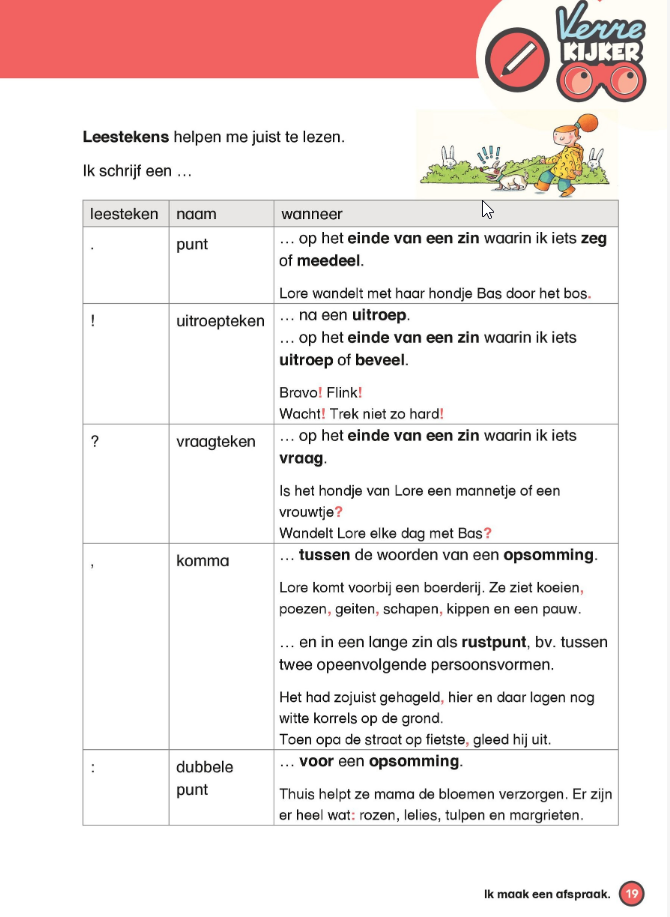 Verre
KIJKER
Leestekens helpen me juist te lezen.
Ik schrijf een ...
!!!
leesteken naam wanneer
. punt ... op het einde van een zin waarin ik iets zeg
of meedeel.
Lore wandelt met haar hondje Bas door het bos.
! uitroepteken ... na een uitroep.
... op het einde van een zin waarin ik iets
uitroep of beveel.
Bravo! Flink!
Wacht! Trek niet zo hard!
? vraagteken ... op het einde van een zin waarin ik iets
vraag.
Is het hondje van Lore een mannetje of een
vrouwtje?
Wandelt Lore elke dag met Bas?
, komma ... tussen de woorden van een opsomming.
Lore komt voorbij een boerderij. Ze ziet koeien,
poezen, geiten, schapen, kippen en een pauw.
... en in een lange zin als rustpunt, bv. tussen
twee opeenvolgende persoonsvormen.
Het had zojuist gehageld, hier en daar lagen nog
witte korrels op de grond.
Toen opa de straat op fietste, gleed hij uit.
: dubbele punt ... voor een opsomming.
Thuis helpt ze mama de bloemen verzorgen. Er zijn
er heel wat: rozen, lelies, tulpen en margrieten.
Ik maak een afspraak. 19